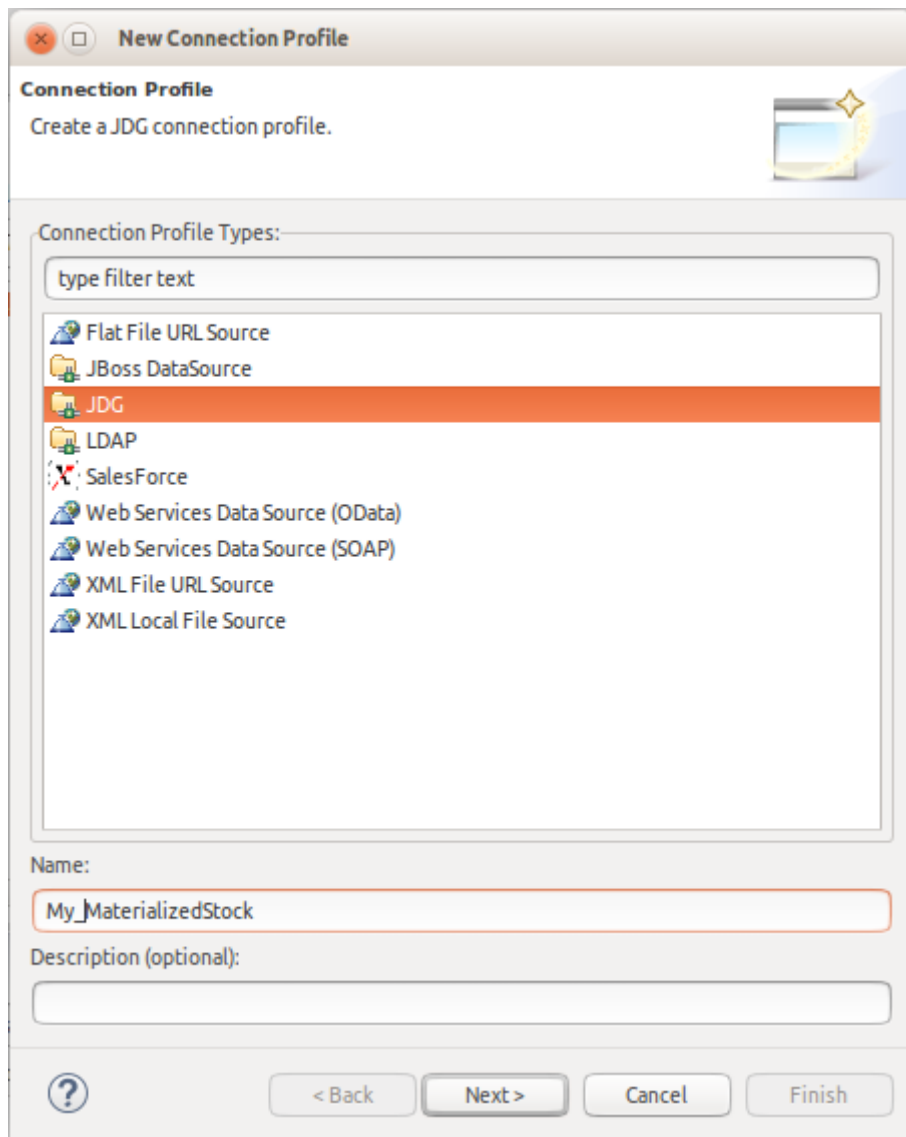 New Connection Profile
Connection Profile
Create a JDG connection profile.
Connection Profile Types:
type filter text
Flat File URL Source
JBoss DataSource
JDG
LDAP
SalesForce
Web Services Data Source (OData)
Web Services Data Source (SOAP)
XML File URL Source
XML Local File Source
Name:
My_MaterializedStock
Description (optional):
? < Back Next > Cancel Finish